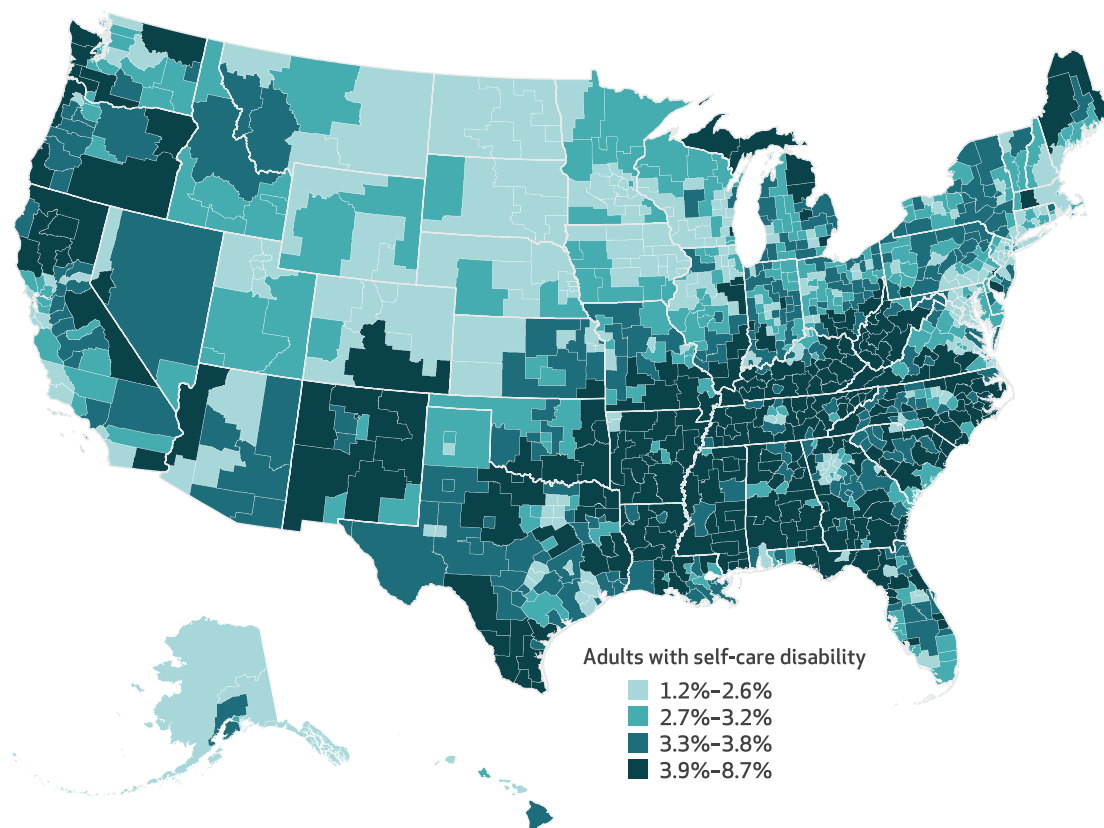 Adults with self-care disability
1.2%–2.6%
2.7%–3.2%
3.3%–3.8%
3.9%–8.7%